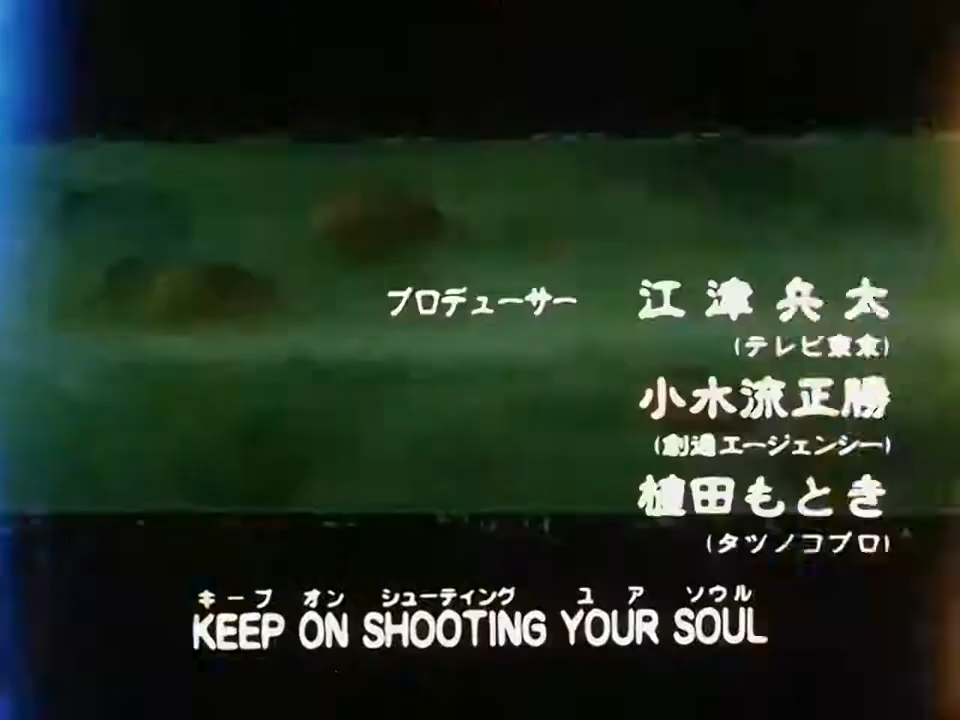 プロデューサー 江津兵太
(テレビ東京)
小水流正勝
(創通エージェンシー)
植田もとき
(タツノコプロ)
キープ オン シューティング ユア ソウル
KEEP ON SHOOTING YOUR SOUL